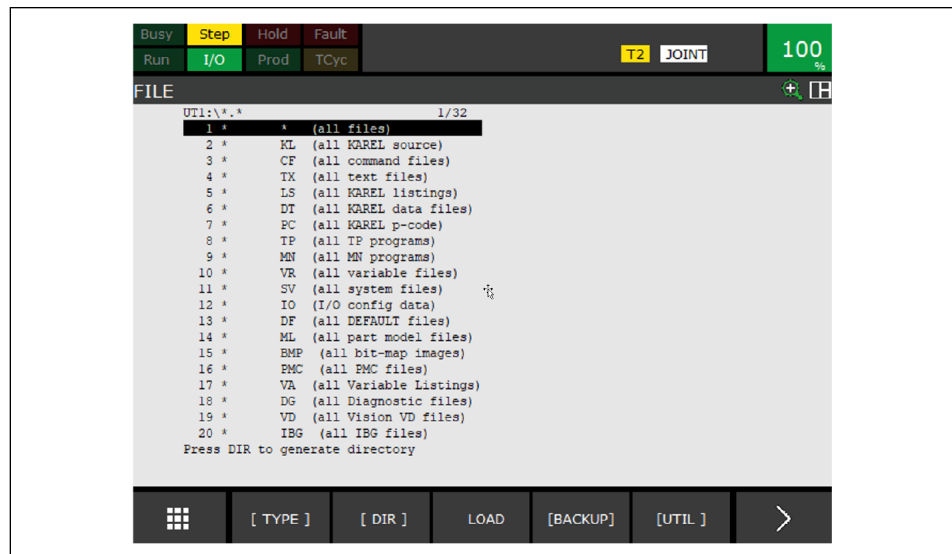 Busy Step Hold Fault
Run I/O Prod TCyc T2 JOINT 100 %
FILE
UT1:\*.* 1/32
1 * * (all files)
2 * KL (all KAREL source)
3 * CF (all command files)
4 * TX (all text files)
5 * LS (all KAREL listings)
6 * DT (all KAREL data files)
7 * PC (all KAREL p-code)
8 * TP (all TP programs)
9 * MN (all MN programs)
10 * VR (all variable files)
11 * SV (all system files)
12 * IO (I/O config data)
13 * DF (all DEFAULT files)
14 * ML (all part model files)
15 * BMP (all bit-map images)
16 * PMC (all PMC files)
17 * VA (all Variable Listings)
18 * DG (all Diagnostic files)
19 * VD (all Vision VD files)
20 * IBG (all IBG files)
Press DIR to generate directory
[ TYPE ] [ DIR ] LOAD [BACKUP] [UTIL ] >